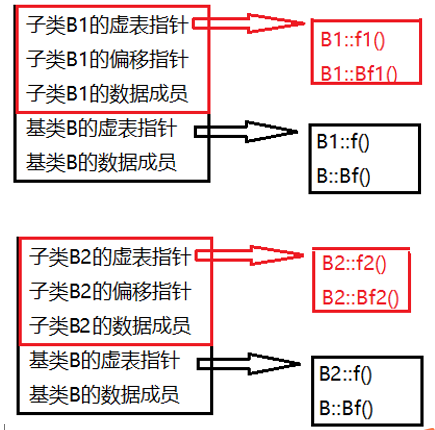 子类B1的虚表指针
子类B1的偏移指针
子类B1的数据成员
基类B的虚表指针
基类B的数据成员
B1::f1()
B1::Bf1()
B1::f()
B::Bf()
子类B2的虚表指针
子类B2的偏移指针
子类B2的数据成员
基类B的虚表指针
基类B的数据成员
B2::f2()
B2::Bf2()
B2::f()
B::Bf()